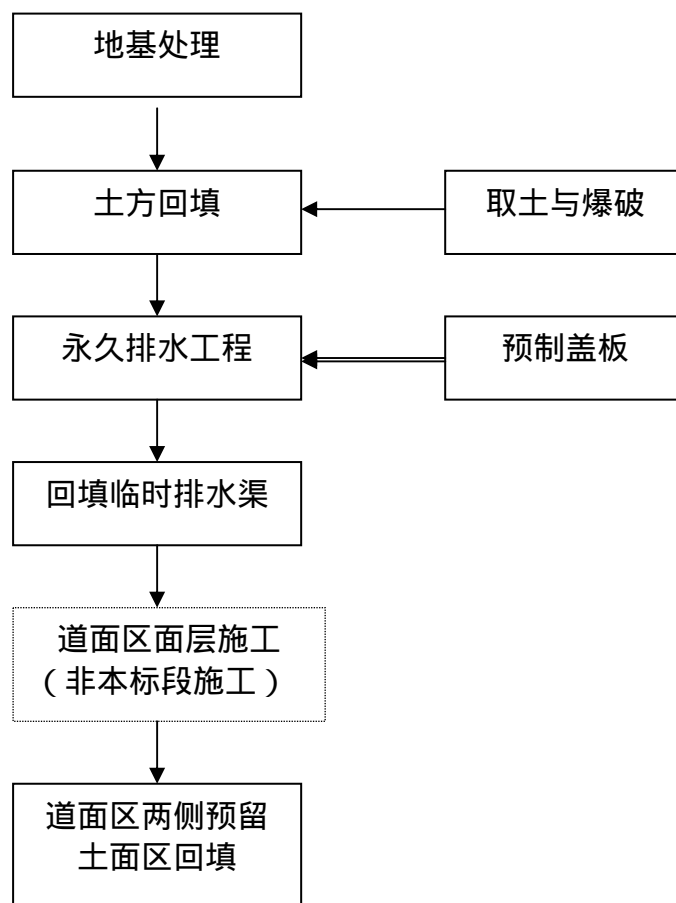 地基处理
土方回填
取土与爆破
永久排水工程
预制盖板
回填临时排水渠
道面区面层施工
（非本标段施工）
道面区两侧预留
土面区回填